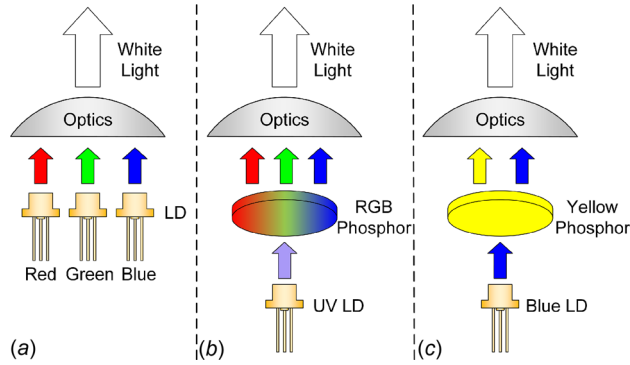 White
Light
Optics
LD
Red Green Blue
(a)
White
Light
Optics
RGB
Phosphor
UV LD
(b)
White
Light
Optics
Yellow
Phosphor
Blue LD
(c)